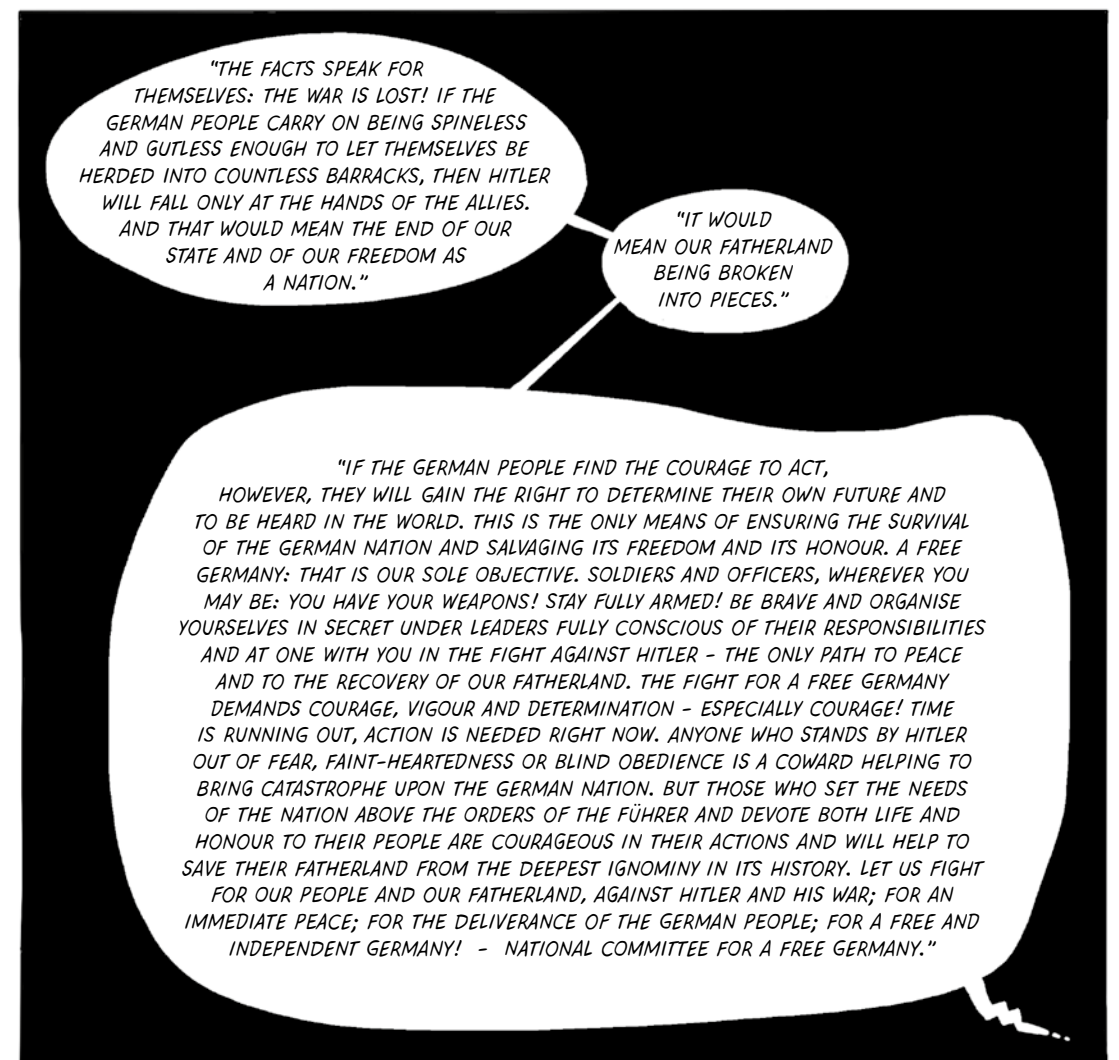 "THE FACTS SPEAK FOR
THEMSELVES: THE WAR IS LOST! IF THE
GERMAN PEOPLE CARRY ON BEING SPINELESS
AND GUTLESS ENOUGH TO LET THEMSELVES BE
HERDED INTO COUNTLESS BARRACKS, THEN HITLER
WILL FALL ONLY AT THE HANDS OF THE ALLIES.
AND THAT WOULD MEAN THE END OF OUR
STATE AND OF OUR FREEDOM AS
A NATION."
"IT WOULD
MEAN OUR FATHERLAND
BEING BROKEN
INTO PIECES."
"IF THE GERMAN PEOPLE FIND THE COURAGE TO ACT,
HOWEVER, THEY WILL GAIN THE RIGHT TO DETERMINE THEIR OWN FUTURE AND
TO BE HEARD IN THE WORLD. THIS IS THE ONLY MEANS OF ENSURING THE SURVIVAL
OF THE GERMAN NATION AND SALVAGING ITS FREEDOM AND ITS HONOUR. A FREE
GERMANY: THAT IS OUR SOLE OBJECTIVE. SOLDIERS AND OFFICERS, WHEREVER YOU
MAY BE: YOU HAVE YOUR WEAPONS! STAY FULLY ARMED! BE BRAVE AND ORGANISE
YOURSELVES IN SECRET UNDER LEADERS FULLY CONSCIOUS OF THEIR RESPONSIBILITIES
AND AT ONE WITH YOU IN THE FIGHT AGAINST HITLER - THE ONLY PATH TO PEACE
AND TO THE RECOVERY OF OUR FATHERLAND. THE FIGHT FOR A FREE GERMANY
DEMANDS COURAGE, VIGOUR AND DETERMINATION - ESPECIALLY COURAGE! TIME
IS RUNNING OUT, ACTION IS NEEDED RIGHT NOW. ANYONE WHO STANDS BY HITLER
OUT OF FEAR, FAINT-HEARTEDNESS OR BLIND OBEDIENCE IS A COWARD HELPING TO
BRING CATASTROPHE UPON THE GERMAN NATION. BUT THOSE WHO SET THE NEEDS
OF THE NATION ABOVE THE ORDERS OF THE FÜHRER AND DEVOTE BOTH LIFE AND
HONOUR TO THEIR PEOPLE ARE COURAGEOUS IN THEIR ACTIONS AND WILL HELP TO
SAVE THEIR FATHERLAND FROM THE DEEPEST IGNOMINY IN ITS HISTORY. LET US FIGHT
FOR OUR PEOPLE AND OUR FATHERLAND, AGAINST HITLER AND HIS WAR; FOR AN
IMMEDIATE PEACE; FOR THE DELIVERANCE OF THE GERMAN PEOPLE; FOR A FREE AND
INDEPENDENT GERMANY! - NATIONAL COMMITTEE FOR A FREE GERMANY."